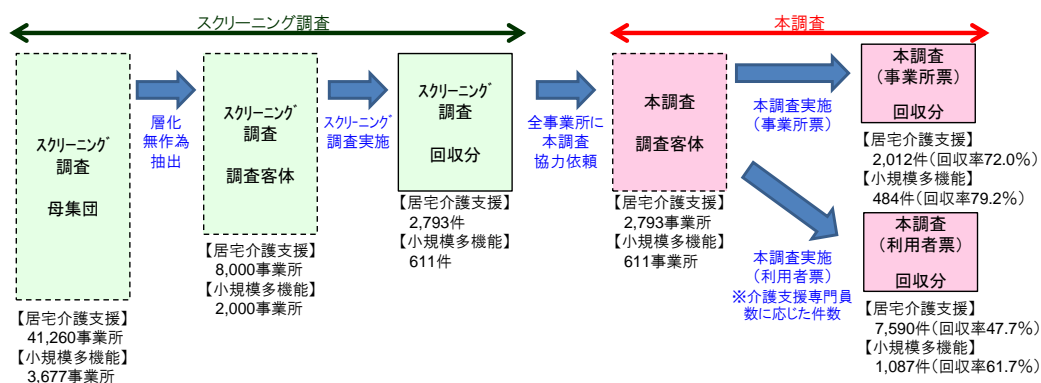 スクリーニング調査
本調査
スクリーニング
調査
母集団
【居宅介護支援】
41,260事業所
【小規模多機能】
3,677事業所
層化
無作為
抽出
スクリーニング
調査
調査客体
【居宅介護支援】
8,000事業所
【小規模多機能】
2,000事業所
スクリーニング
調査実施
スクリーニング
調査
回収分
【居宅介護支援】
2,793件
【小規模多機能】
611件
全事業所に
本調査
協力依頼
本調査
調査客体
【居宅介護支援】
2,793事業所
【小規模多機能】
611事業所
本調査実施
（事業所票）
本調査
（事業所票）
回収分
【居宅介護支援】
2,012件（回収率72.0%）
【小規模多機能】
484件（回収率79.2%）
本調査実施
（利用者票）
※介護支援専門員
数に応じた件数
本調査
（利用者票）
回収分
【居宅介護支援】
7,590件（回収率47.7%）
【小規模多機能】
1,087件（回収率61.7%）